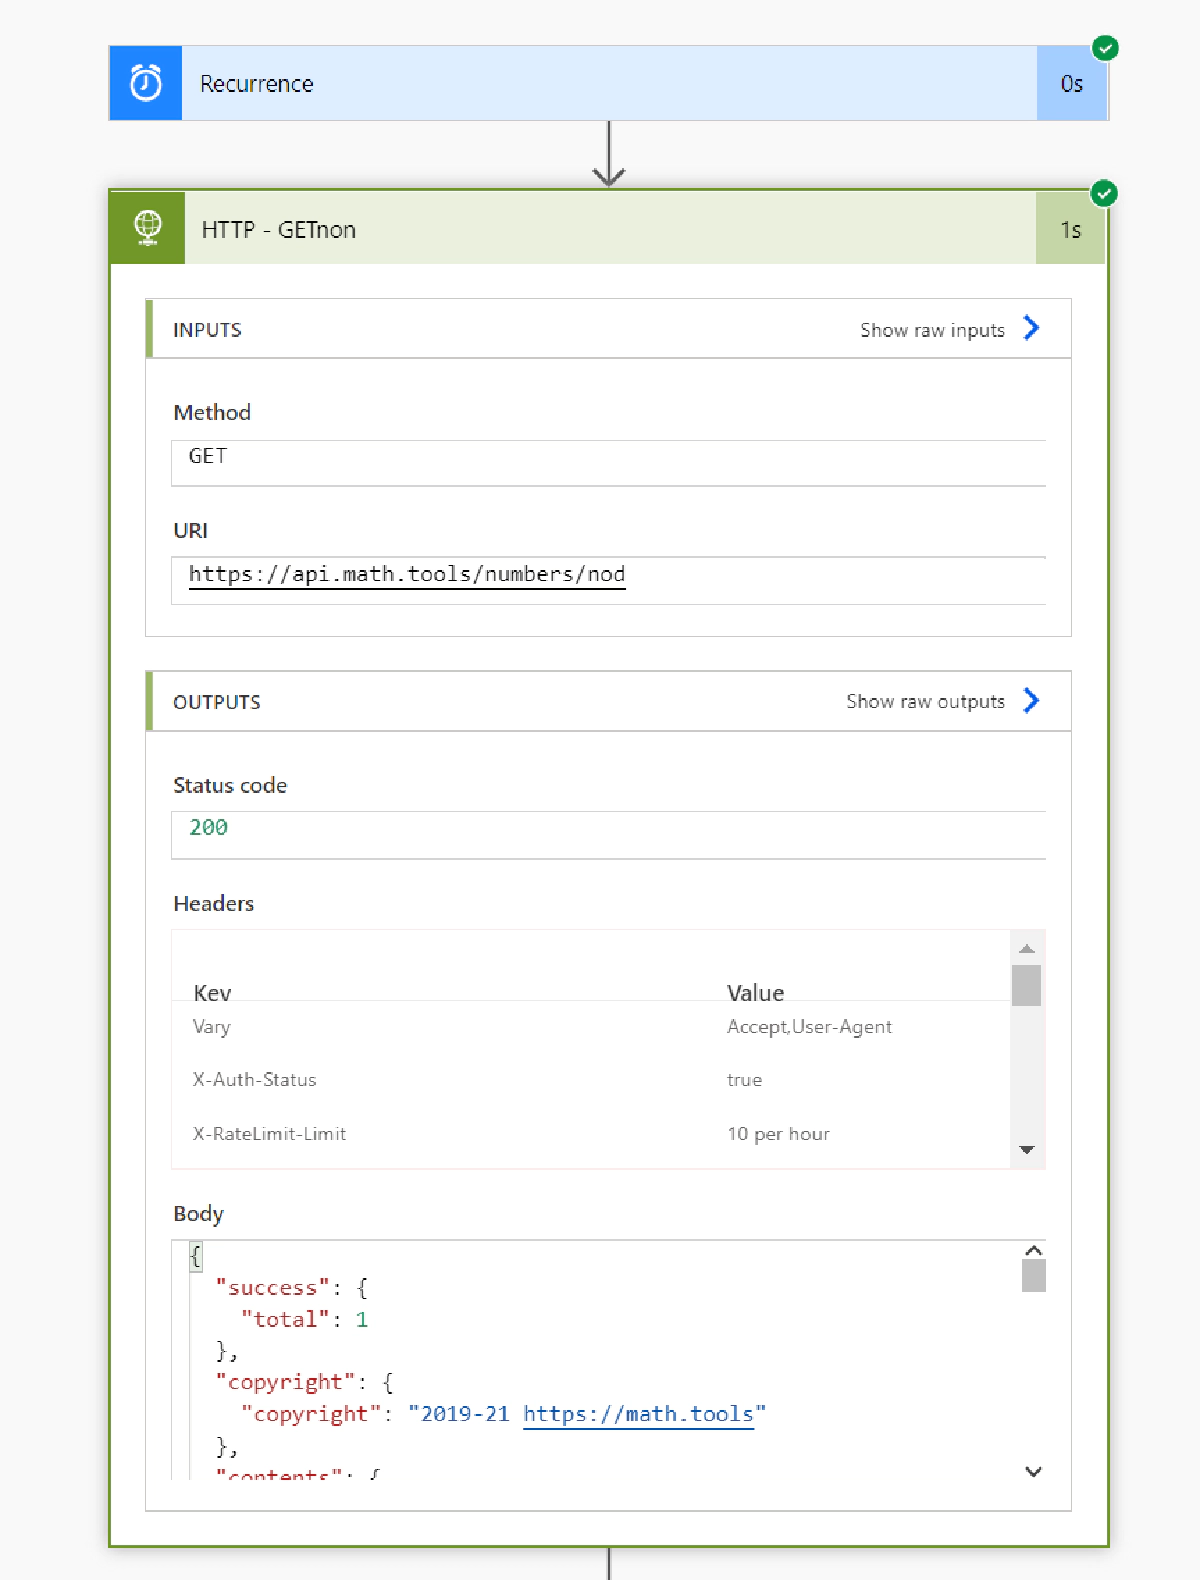 Recurrence 0s
HTTP - GETnon 1s
INPUTS Show raw inputs
Method
GET
URI
https://api.math.tools/numbers/nod
OUTPUTS Show raw outputs
Status code
200
Headers
Key Value
Vary Accept,User-Agent
X-Auth-Status true
X-RateLimit-Limit 10 per hour
Body
{
"success": {
"total": 1
},
"copyright": {
"copyright": "2019-21 https://math.tools"
},
"contents": {